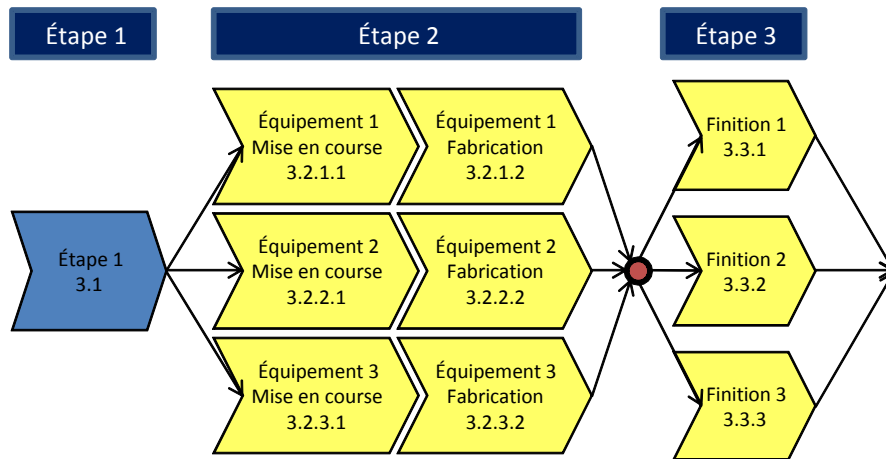 Étape 1
Étape 2
Étape 3
Étape 1
3.1
Équipement 1
Mise en course
3.2.1.1
Équipement 1
Fabrication
3.2.1.2
Équipement 2
Mise en course
3.2.2.1
Équipement 2
Fabrication
3.2.2.2
Équipement 3
Mise en course
3.2.3.1
Équipement 3
Fabrication
3.2.3.2
Finition 1
3.3.1
Finition 2
3.3.2
Finition 3
3.3.3